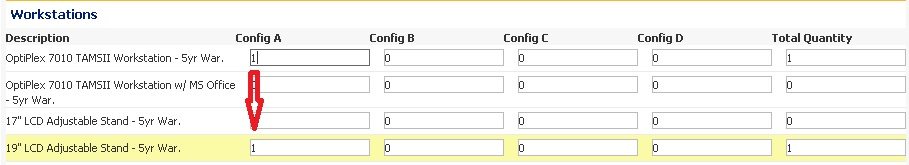 Workstations
Description Config A Config B Config C Config D Total Quantity
OptiPlex 7010 TAMSII Workstation - 5yr War. 1 0 0 0 1
OptiPlex 7010 TAMSII Workstation w/ MS Office 0 0 0 0
- 5yr War.
17" LCD Adjustable Stand - 5yr War. 0 0 0 0
19" LCD Adjustable Stand - 5yr War. 1 0 0 0 1